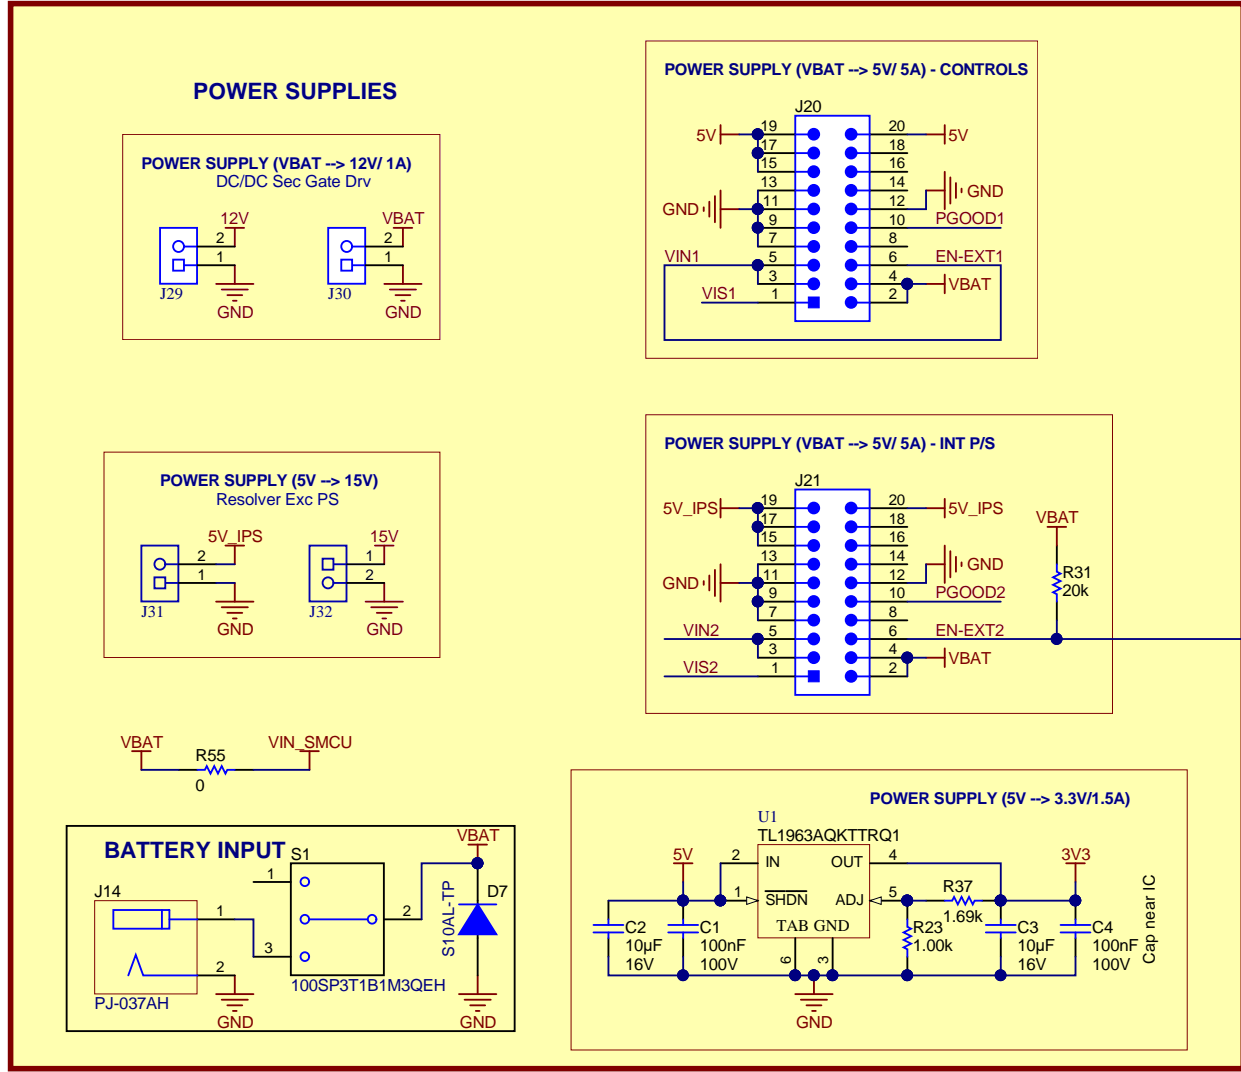 POWER SUPPLIES
POWER SUPPLY (VBAT --> 12V/ 1A)
DC/DC Sec Gate Drv
12V
2
1
J29
GND
VBAT
2
1
J30
GND
POWER SUPPLY (VBAT --> 5V/ 5A) - CONTROLS
J20
5V 19 20 5V
17 18
15 16
13 14 GND
GND 11 12
9 10 PGOOD1
7 8
VIN1 5 6 EN-EXT1
3 4 VBAT
VIS1 1 2
POWER SUPPLY (5V --> 15V)
Resolver Exc PS
5V_IPS
2
1
J31
GND
15V
1
2
J32
GND
POWER SUPPLY (VBAT --> 5V/ 5A) - INT P/S
J21
5V_IPS 19 20 5V_IPS
17 18
15 16
13 14 GND
GND 11 12
9 10 PGOOD2
7 8
VIN2 5 6 EN-EXT2
3 4 VBAT
VIS2 1 2
VBAT
R31
20k
VBAT VIN_SMCU
R55
0
BATTERY INPUT
J14
1
2
PJ-037AH
GND
S1
1
3
2
100SP3T1B1M3QEH
VBAT
D7
S10AL-TP
GND
POWER SUPPLY (5V --> 3.3V/1.5A)
U1
TL1963AQKTTRQ1
5V
2 IN OUT 4
1 SHDN ADJ 5
TAB GND
6 3
C2
10µF
16V
C1
100nF
100V
R37
1.69k
R23
1.00k
3V3
C3
10µF
16V
C4
100nF
100V
Cap near IC
GND